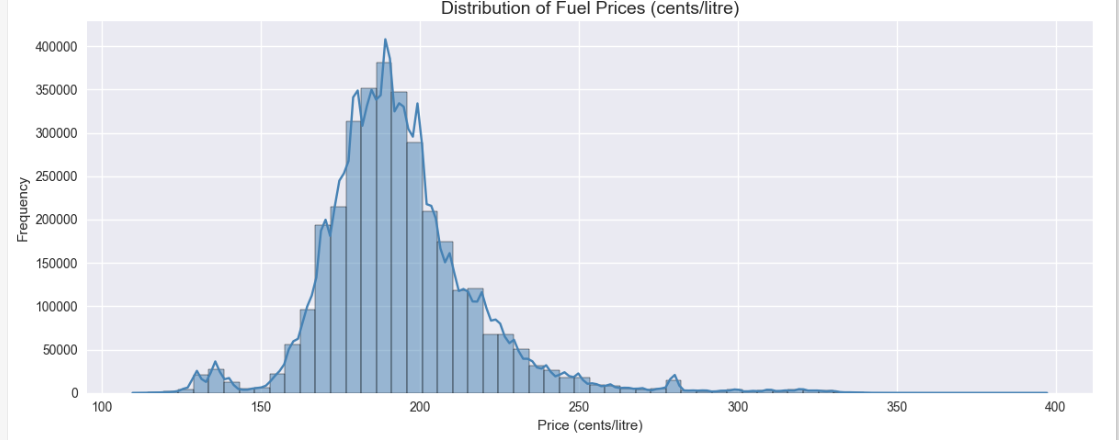 Distribution of Fuel Prices (cents/litre)
400000
350000
300000
250000
200000
150000
100000
50000
0
Frequency
100 150 200 250 300 350 400
Price (cents/litre)